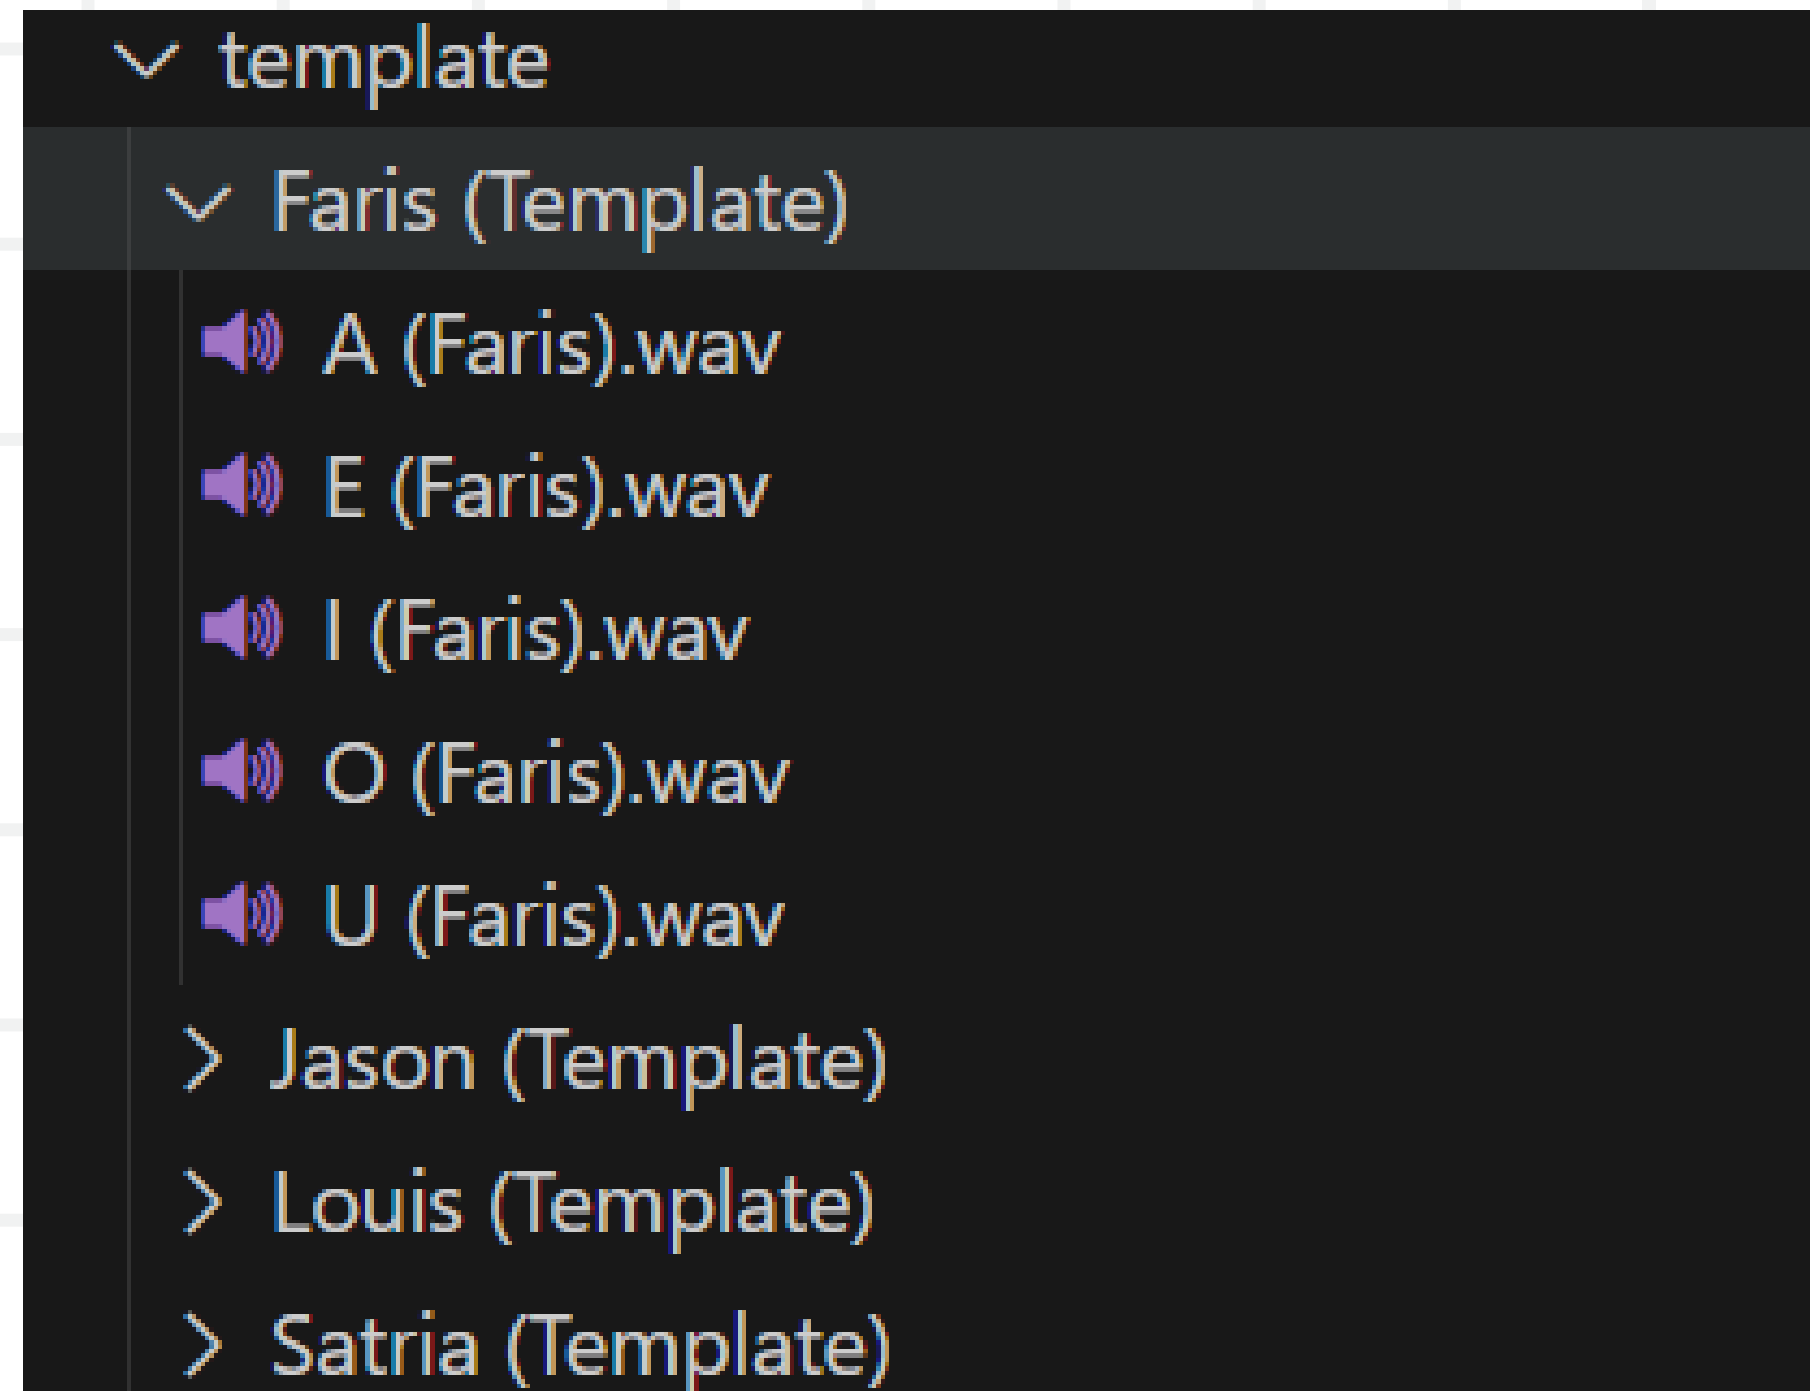 template
Faris (Template)
A (Faris).wav
E (Faris).wav
I (Faris).wav
O (Faris).wav
U (Faris).wav
Jason (Template)
Louis (Template)
Satria (Template)